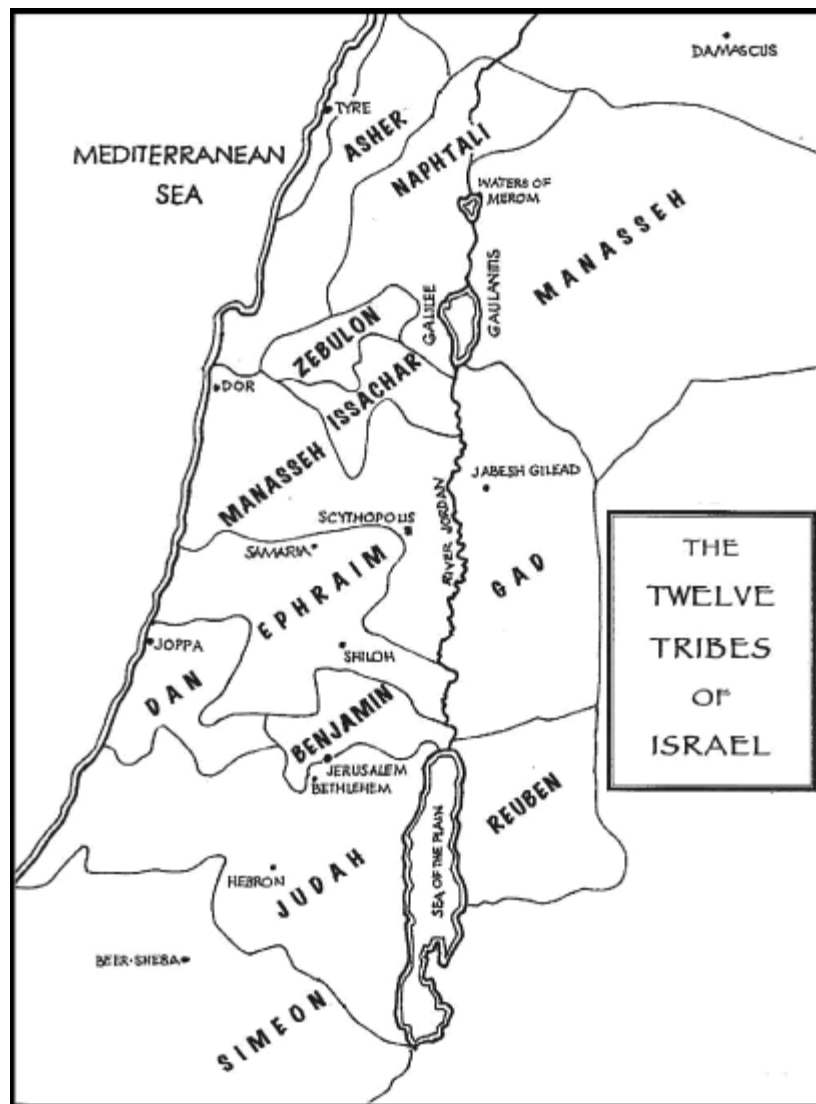 DAMASCUS
TYRE
ASHER
MEDITERRANEAN
SEA
NAPHTALI
WATERS OF
MEROM
MANASSEH
GALILEE
GAULANITIS
ZEBULON
DOR
ISSACHAR
MANASSEH
JABESH GILEAD
SCYTHOPOLIS
SAMARIA
RIVER JORDAN
EPHRAIM
GAD
THE
TWELVE
TRIBES
OF
ISRAEL
JOPPA
SHILOH
DAN
BENJAMIN
JERUSALEM
BETHLEHEM
REUBEN
SEA OF THE PLAIN
HEBRON
JUDAH
BEER-SHEBA
SIMEON